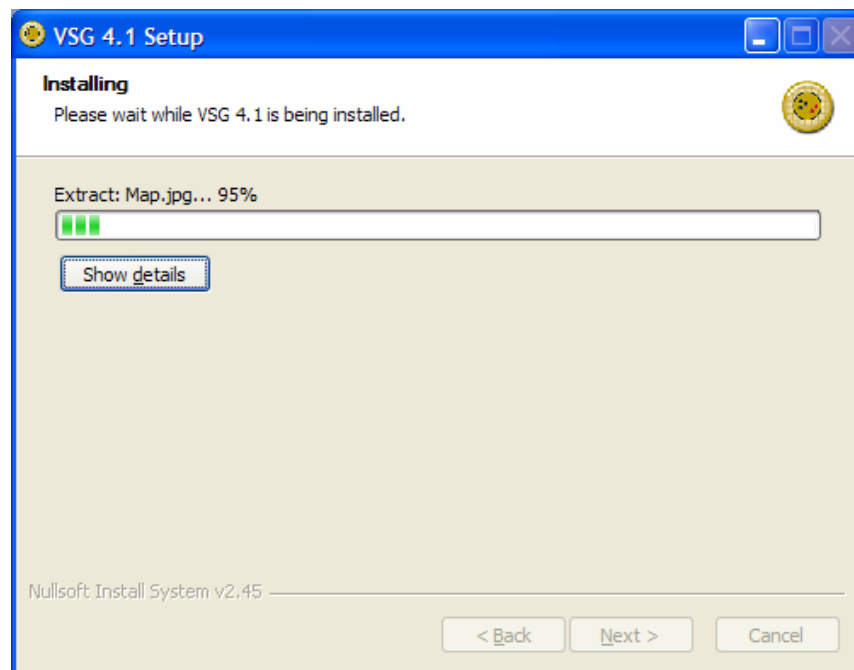 VSG 4.1 Setup
Installing
Please wait while VSG 4.1 is being installed.
Extract: Map.jpg... 95%
Show details
Nullsoft Install System v2.45
< Back
Next >
Cancel